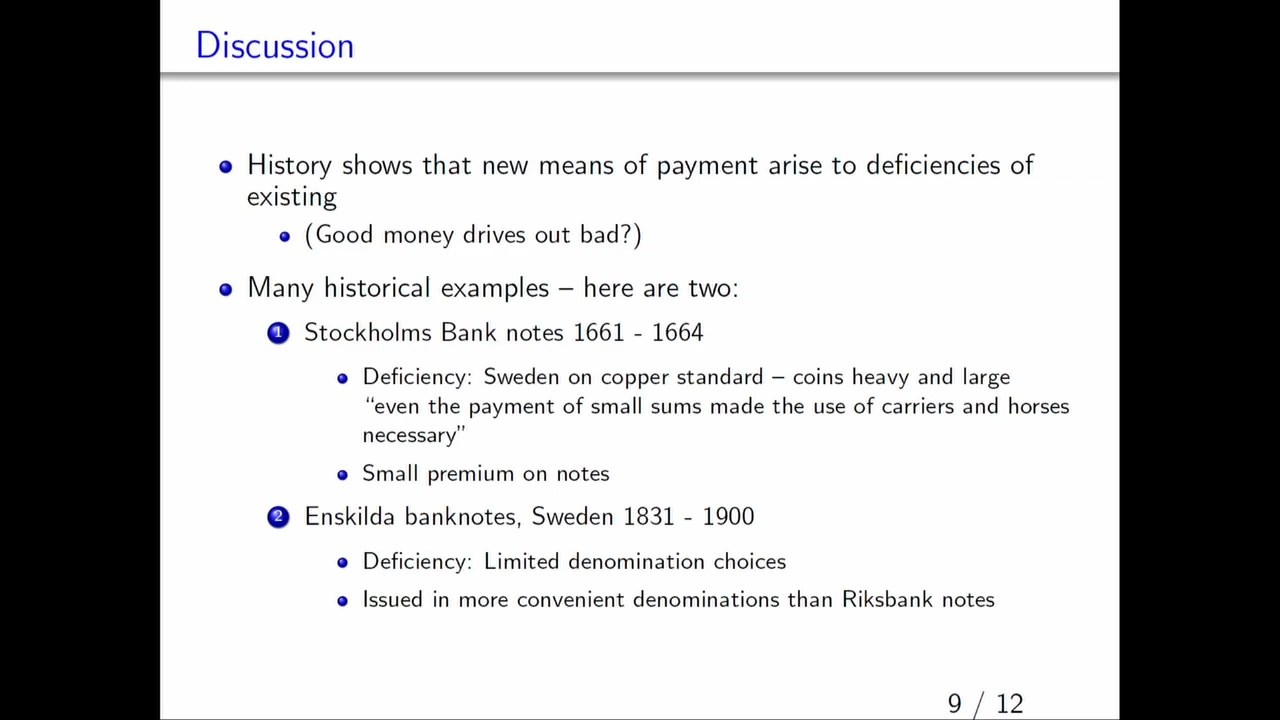 Discussion
History shows that new means of payment arise to deficiencies of
existing
(Good money drives out bad?)
Many historical examples – here are two:
1 Stockholms Bank notes 1661 - 1664
Deficiency: Sweden on copper standard – coins heavy and large
“even the payment of small sums made the use of carriers and horses
necessary”
Small premium on notes
2 Enskilda banknotes, Sweden 1831 - 1900
Deficiency: Limited denomination choices
Issued in more convenient denominations than Riksbank notes
9 / 12